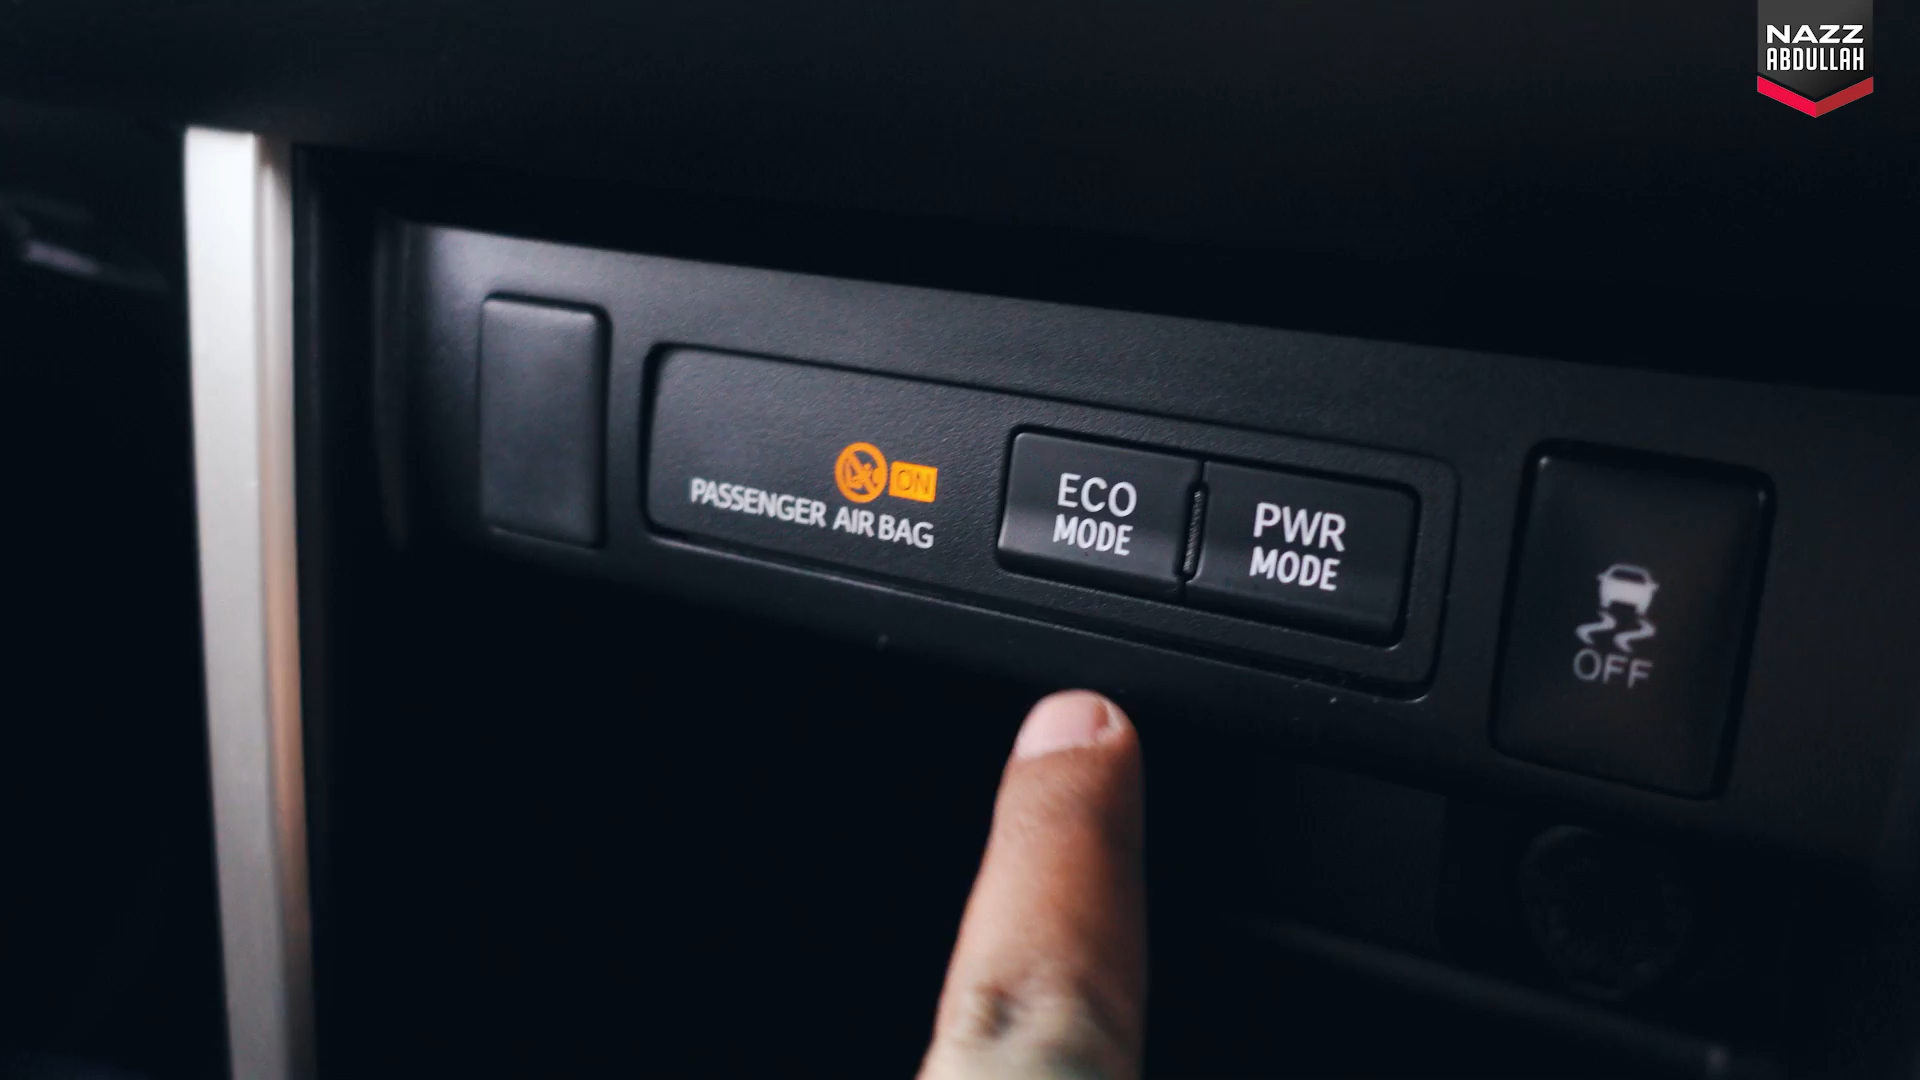 NAZZ
ABDULLAH
ON
PASSENGER AIR BAG
ECO
MODE
PWR
MODE
OFF